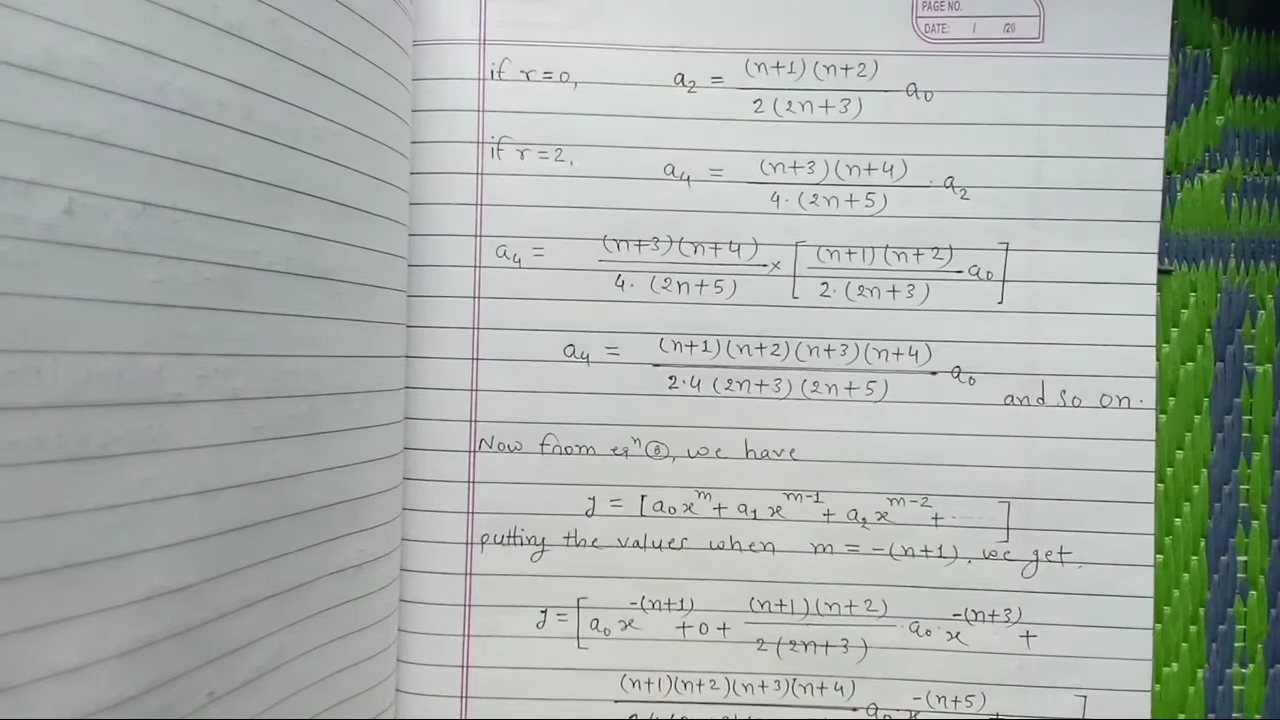 PAGE NO.
DATE: / /20
if r=0, a₂ = (n+1)(n+2) / 2(2n+3) a₀
if r=2, a₄ = (n+3)(n+4) / 4·(2n+5) · a₂
a₄ = (n+3)(n+4) / 4·(2n+5) × [(n+1)(n+2) / 2·(2n+3) a₀]
a₄ = (n+1)(n+2)(n+3)(n+4) / 2·4(2n+3)(2n+5) a₀ and so on.
Now from eqⁿ, we have
y = [a₀x^m + a₁x^{m-1} + a₂x^{m-2} + ......]
putting the values when m = -(n+1), we get.
y = [a₀x^{-(n+1)} + 0 + (n+1)(n+2) / 2(2n+3) · a₀·x^{-(n+3)} +
(n+1)(n+2)(n+3)(n+4) a₀ x^{-(n+5)} ]